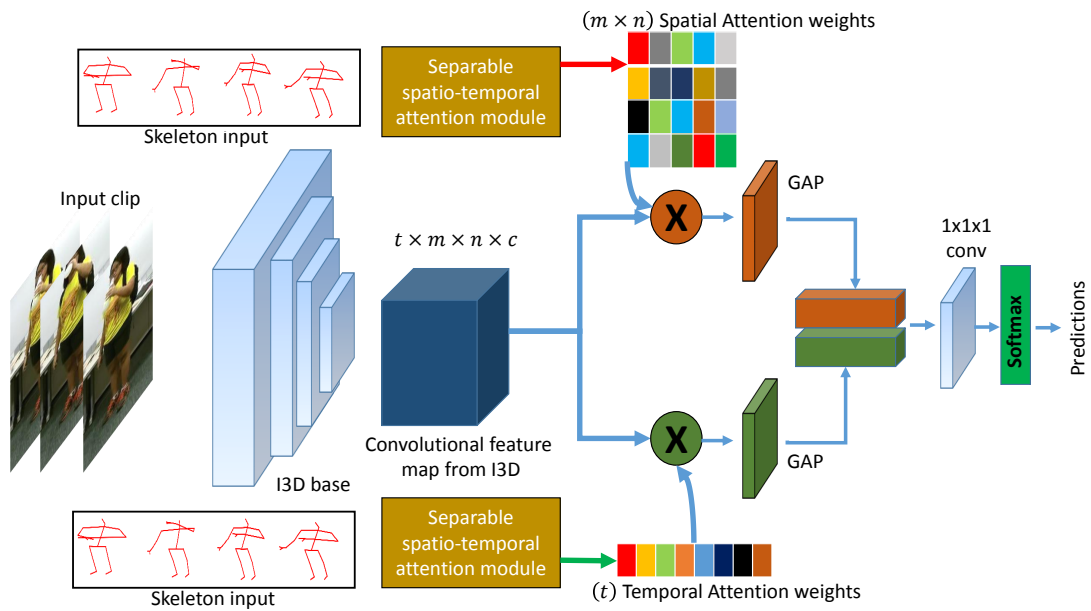 (m × n) Spatial Attention weights
Separable
spatio-temporal
attention module
Skeleton input
Input clip
t × m × n × c
X
GAP
1x1x1
conv
Softmax
Predictions
I3D base
Convolutional feature
map from I3D
X
GAP
Separable
spatio-temporal
attention module
Skeleton input
(t) Temporal Attention weights